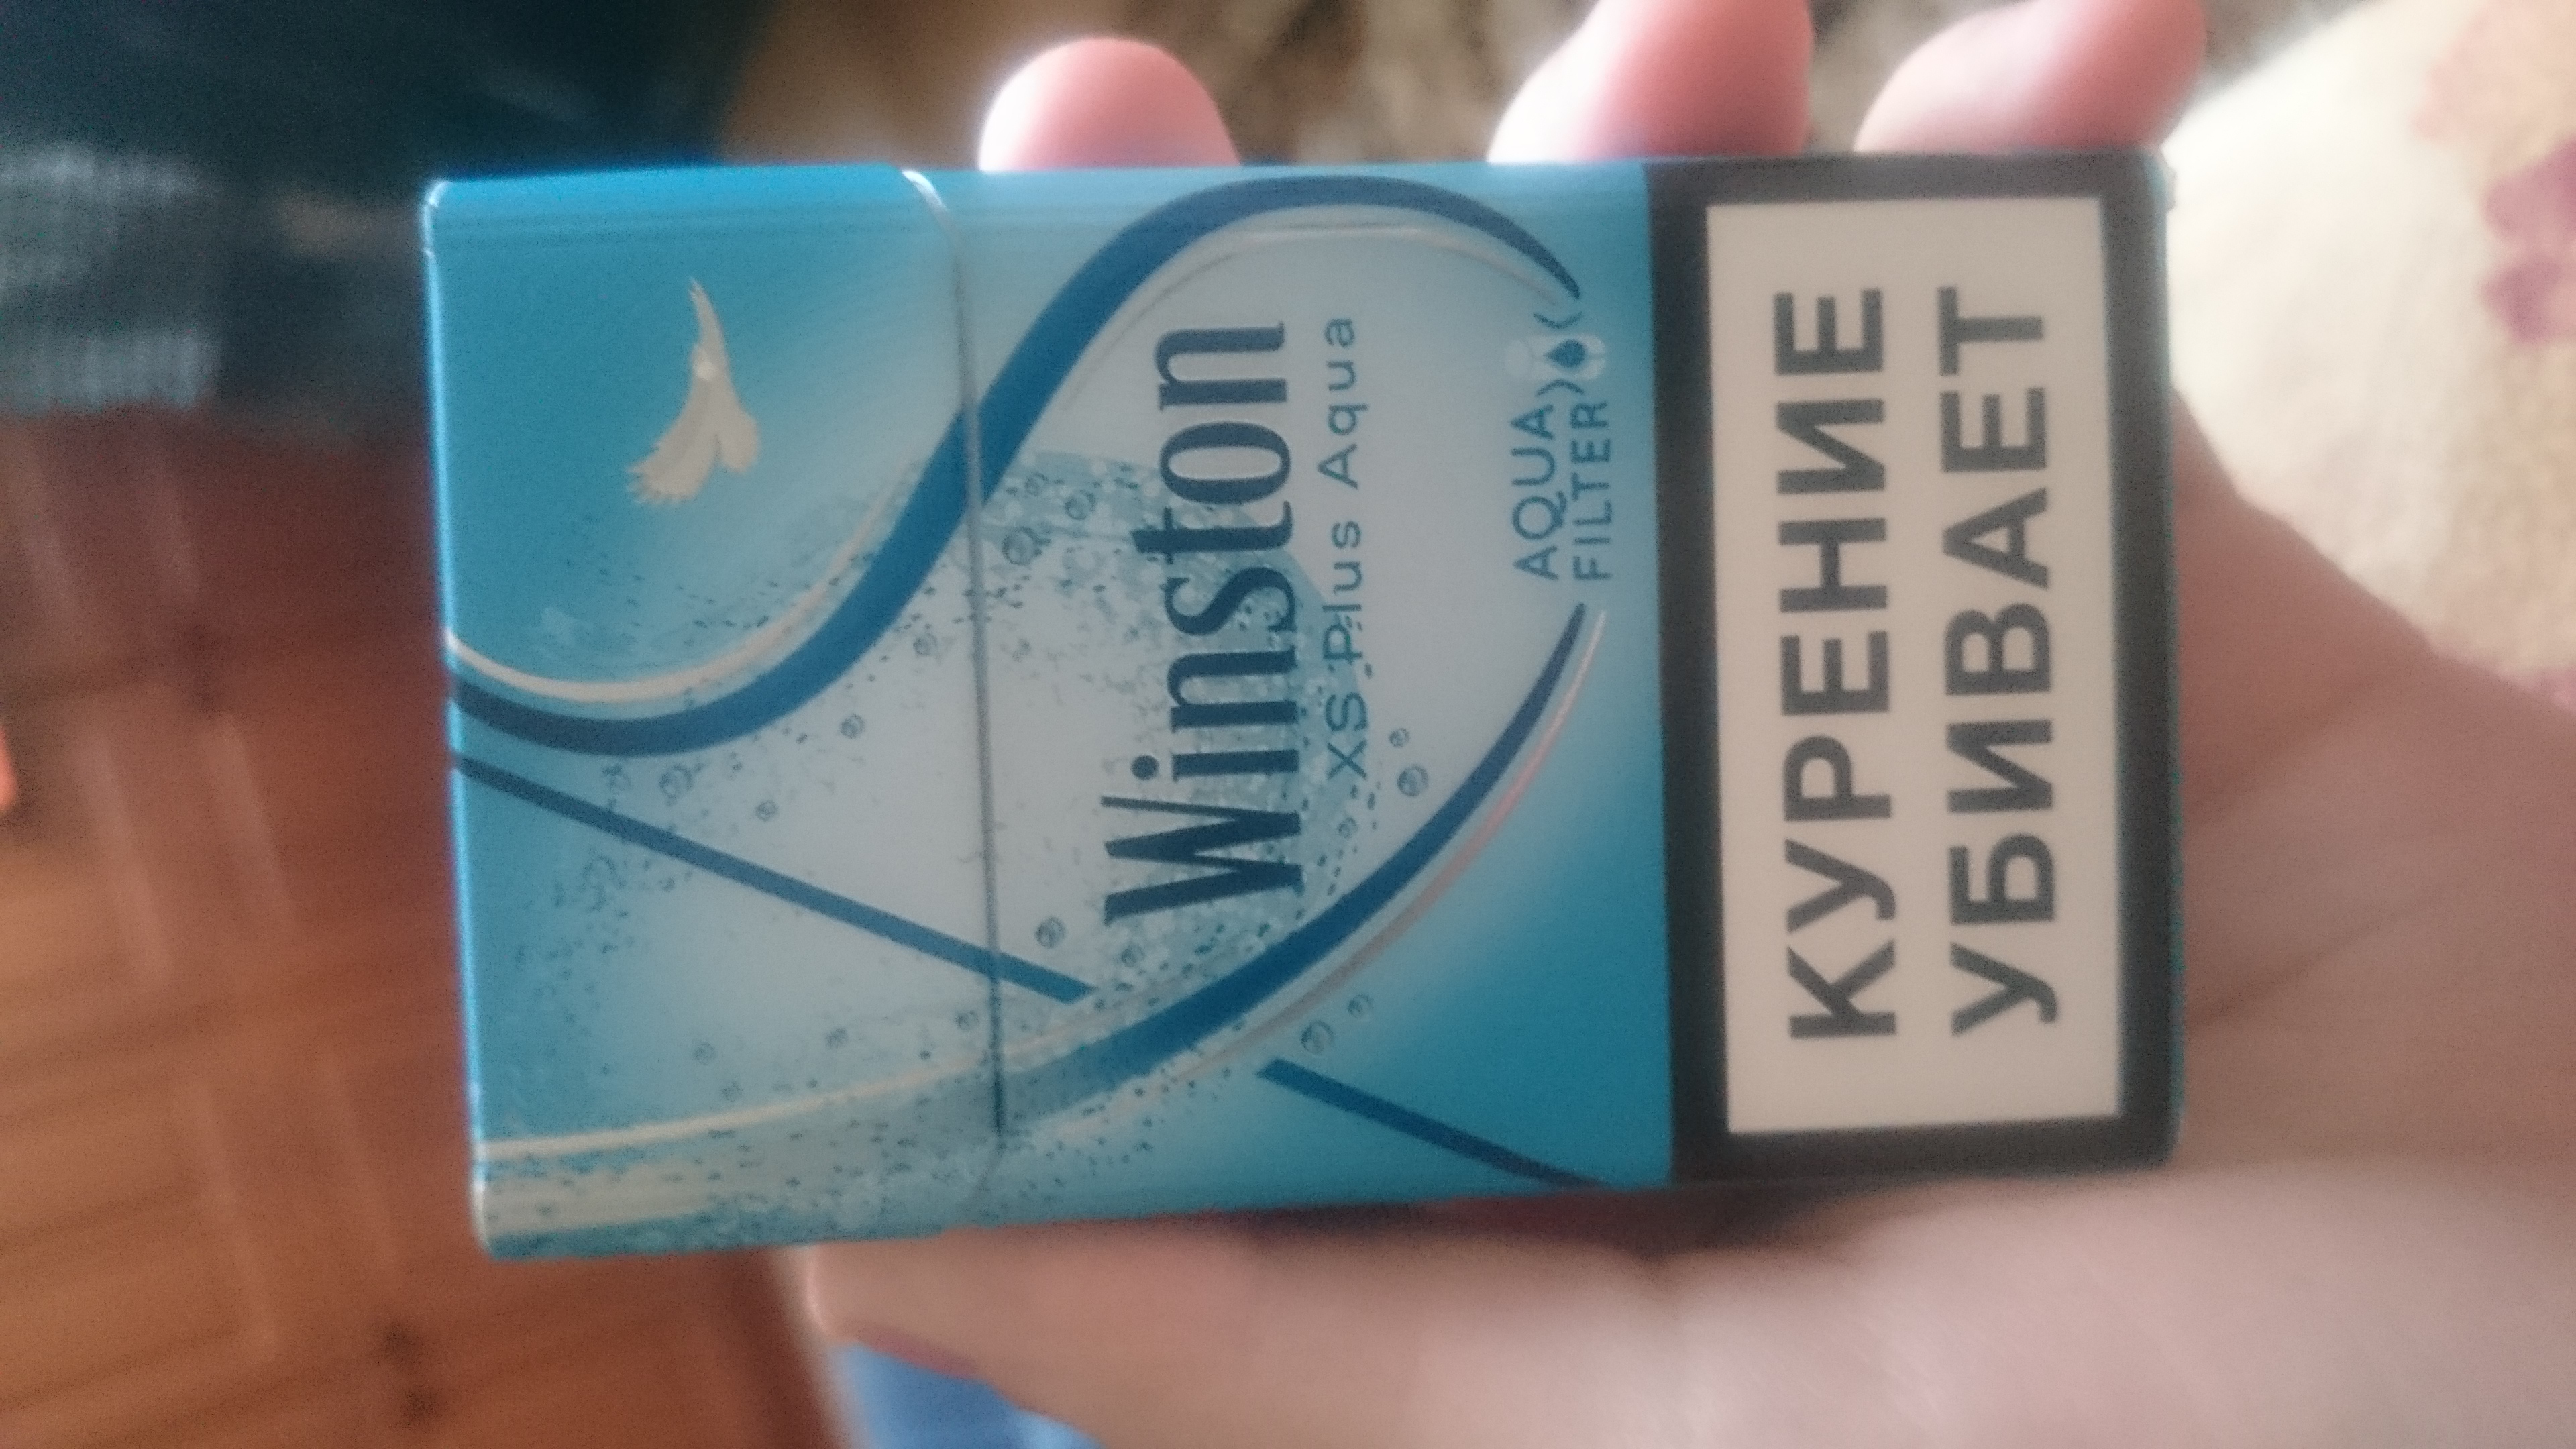 Winston
XS Plus Aqua
AQUA
FILTER
КУРЕНИЕ
УБИВАЕТ